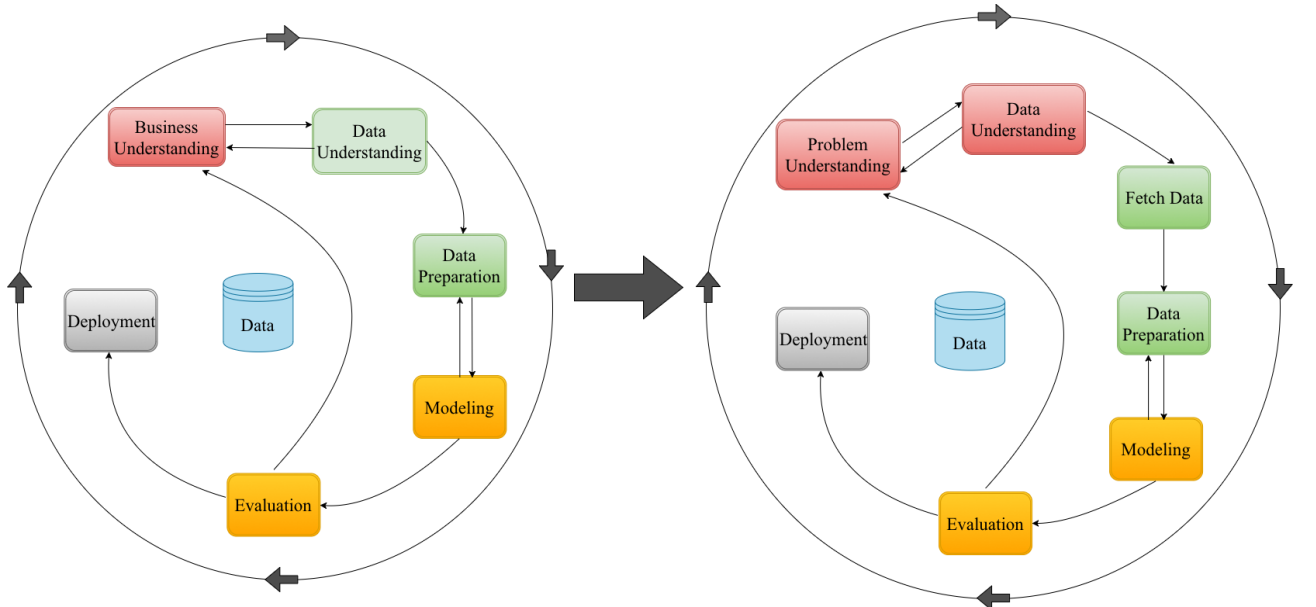 Business
Understanding
Data
Understanding
Data
Preparation
Deployment
Data
Modeling
Evaluation
Problem
Understanding
Data
Understanding
Fetch Data
Data
Preparation
Deployment
Data
Modeling
Evaluation